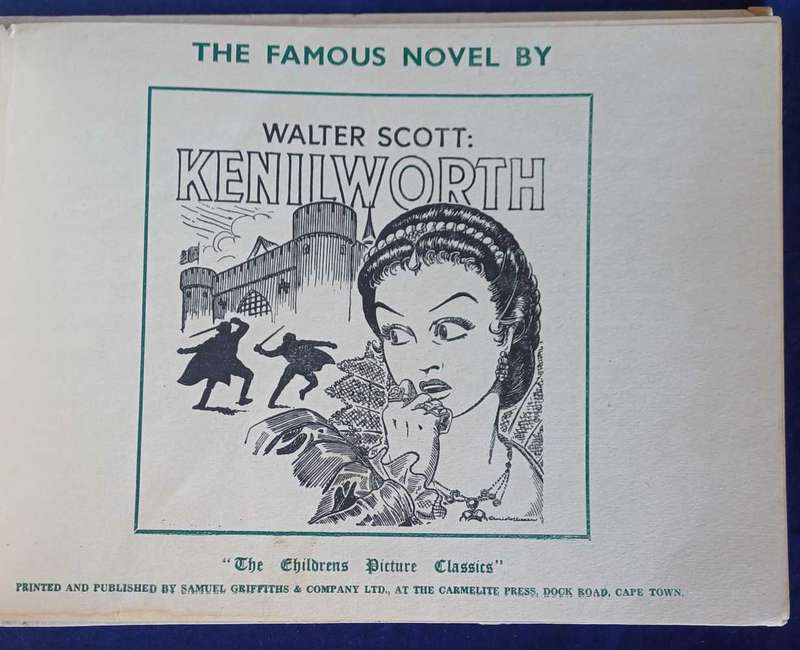 THE FAMOUS NOVEL BY
WALTER SCOTT:
KENILWORTH
"The Childrens Picture Classics"
PRINTED AND PUBLISHED BY SAMUEL GRIFFITHS & COMPANY LTD., AT THE CARMELITE PRESS, DOCK ROAD, CAPE TOWN.